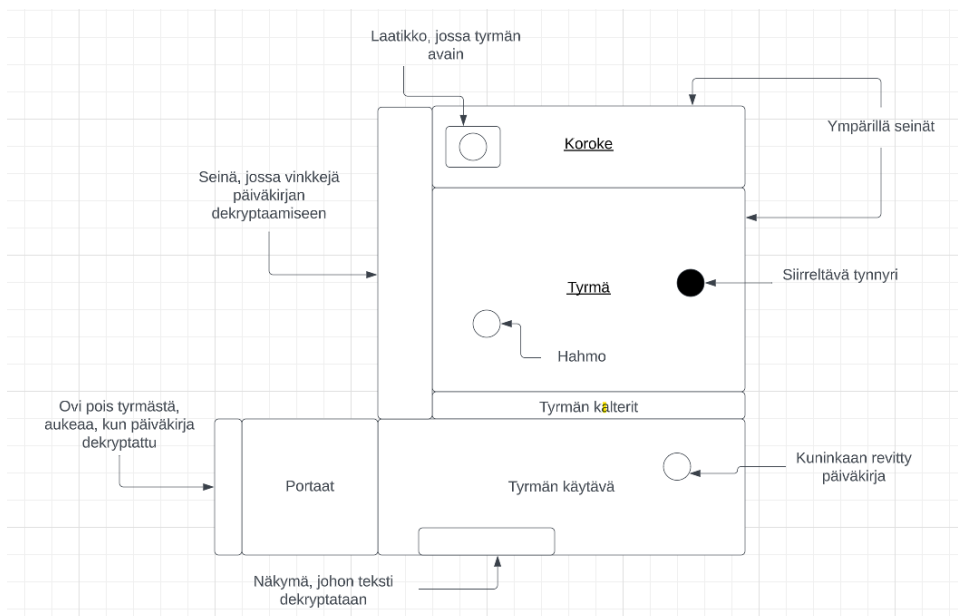 Laatikko, jossa tyrmän
avain
Koroke
Ympärillä seinät
Seinä, jossa vinkkejä
päiväkirjan
dekryptaamiseen
Siirreltävä tynnyri
Tyrmä
Hahmo
Tyrmän kalterit
Ovi pois tyrmästä,
aukeaa, kun päiväkirja
dekryptattu
Kuninkaan revitty
päiväkirja
Portaat
Tyrmän käytävä
Näkymä, johon teksti
dekryptataan